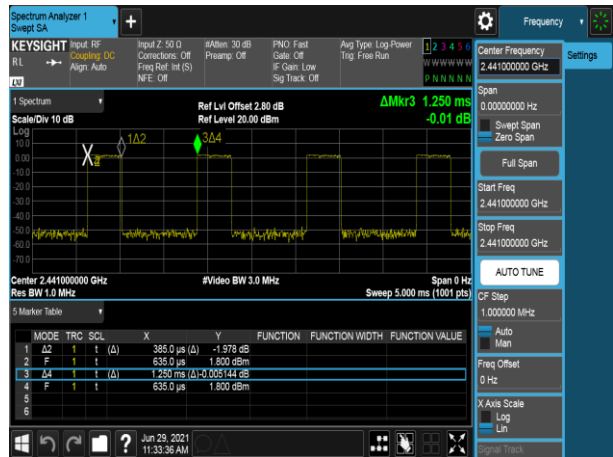 Spectrum Analyzer 1
Swept SA
+
Frequency
KEYSIGHT
RL
LXI
Input: RF
Coupling: DC
Align: Auto
Input Z: 50 Ω
Corrections: Off
Freq Ref: Int (S)
NFE: Off
#Atten: 30 dB
Preamp: Off
PNO: Fast
Gate: Off
IF Gain: Low
Sig Track: Off
Avg Type: Log-Power
Trig: Free Run
1 2 3 4 5 6
W W W W W W
P N N N N N
Center Frequency
2.441000000 GHz
Settings
Span
0.00000000 Hz
Swept Span
Zero Span
Full Span
Start Freq
2.441000000 GHz
Stop Freq
2.441000000 GHz
AUTO TUNE
CF Step
1.000000 MHz
Auto
Man
Freq Offset
0 Hz
X Axis Scale
Log
Lin
Signal Track
1 Spectrum
Scale/Div 10 dB
Ref Lvl Offset 2.80 dB
Ref Level 20.00 dBm
ΔMkr3 1.250 ms
-0.01 dB
Log
10.0
0.00
-10.0
-20.0
-30.0
-40.0
-50.0
-60.0
-70.0
1Δ2
3Δ4
Center 2.441000000 GHz
Res BW 1.0 MHz
#Video BW 3.0 MHz
Span 0 Hz
Sweep 5.000 ms (1001 pts)
5 Marker Table
MODE TRC SCL X Y FUNCTION FUNCTION WIDTH FUNCTION VALUE
1 Δ2 1 t (Δ) 385.0 µs (Δ) -1.978 dB
2 F 1 t 635.0 µs 1.800 dBm
3 Δ4 1 t (Δ) 1.250 ms (Δ) -0.005144 dB
4 F 1 t 635.0 µs 1.800 dBm
5
6
?
Jun 29, 2021
11:33:36 AM